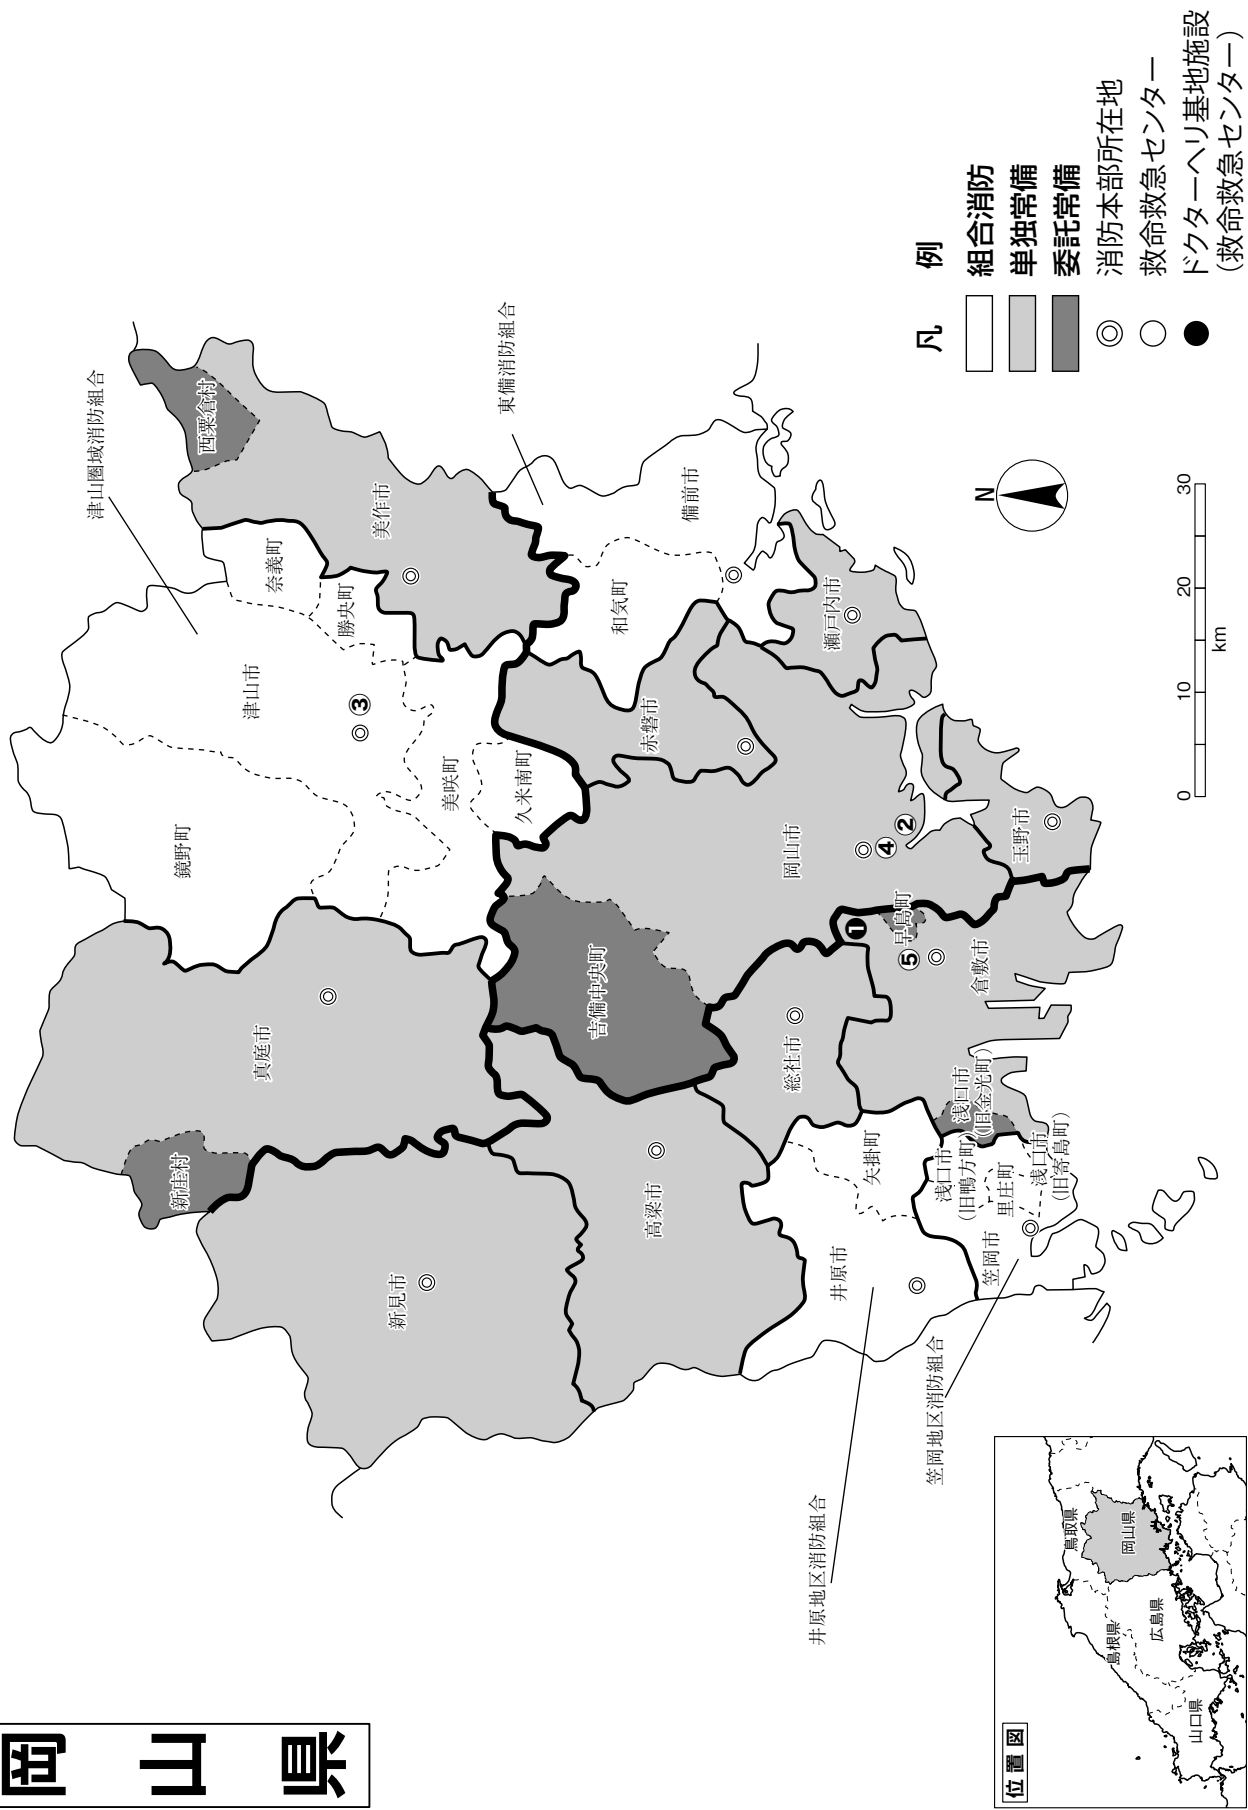 岡山県
津山圏域消防組合
東備消防組合
西粟倉村
美作市
奈義町
勝央町
津山市
③
鏡野町
美咲町
久米南町
和気町
備前市
赤磐市
瀬戸内市
岡山市
④
②
玉野市
真庭市
新庄村
吉備中央町
①
早島町
⑤
倉敷市
総社市
新見市
高梁市
矢掛町
井原市
浅口市
(旧金光町)
浅口市
(旧鴨方町)
里庄町
浅口市
(旧寄島町)
笠岡市
井原地区消防組合
笠岡地区消防組合
凡例
組合消防
単独常備
委託常備
消防本部所在地
救命救急センター
ドクターヘリ基地施設
(救命救急センター)
N
0 10 20 30
km
位置図
鳥取県
岡山県
島根県
広島県
山口県